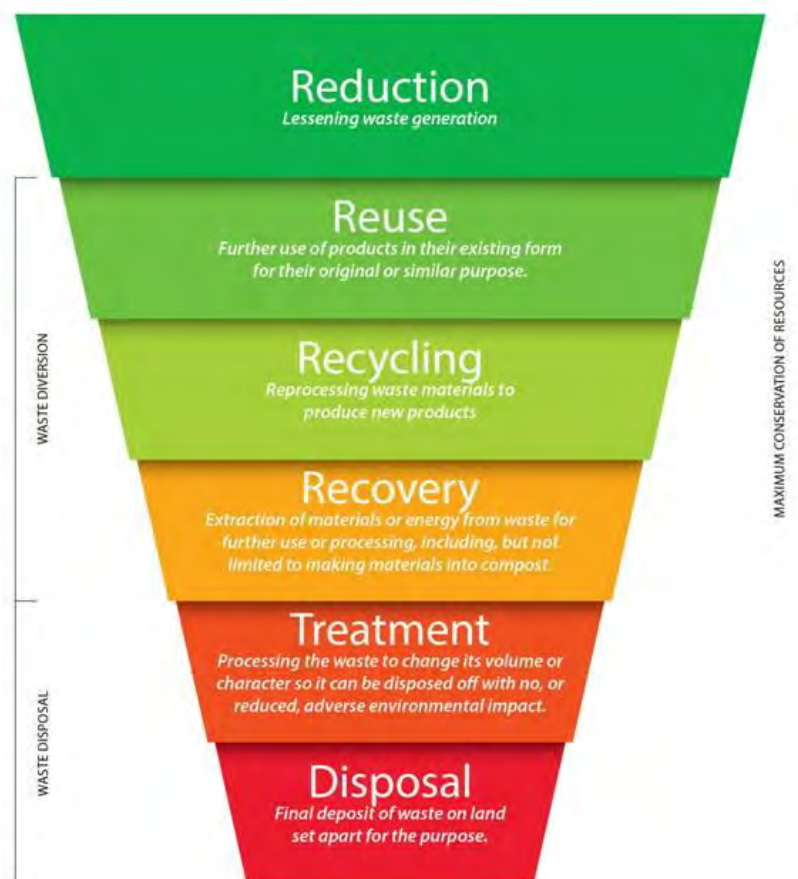 Reduction
Lessening waste generation
Reuse
Further use of products in their existing form
for their original or similar purpose.
Recycling
Reprocessing waste materials to
produce new products
Recovery
Extraction of materials or energy from waste for
further use or processing, including, but not
limited to making materials into compost.
Treatment
Processing the waste to change its volume or
character so it can be disposed off with no, or
reduced, adverse environmental impact.
Disposal
Final deposit of waste on land
set apart for the purpose.
WASTE DIVERSION
WASTE DISPOSAL
MAXIMUM CONSERVATION OF RESOURCES